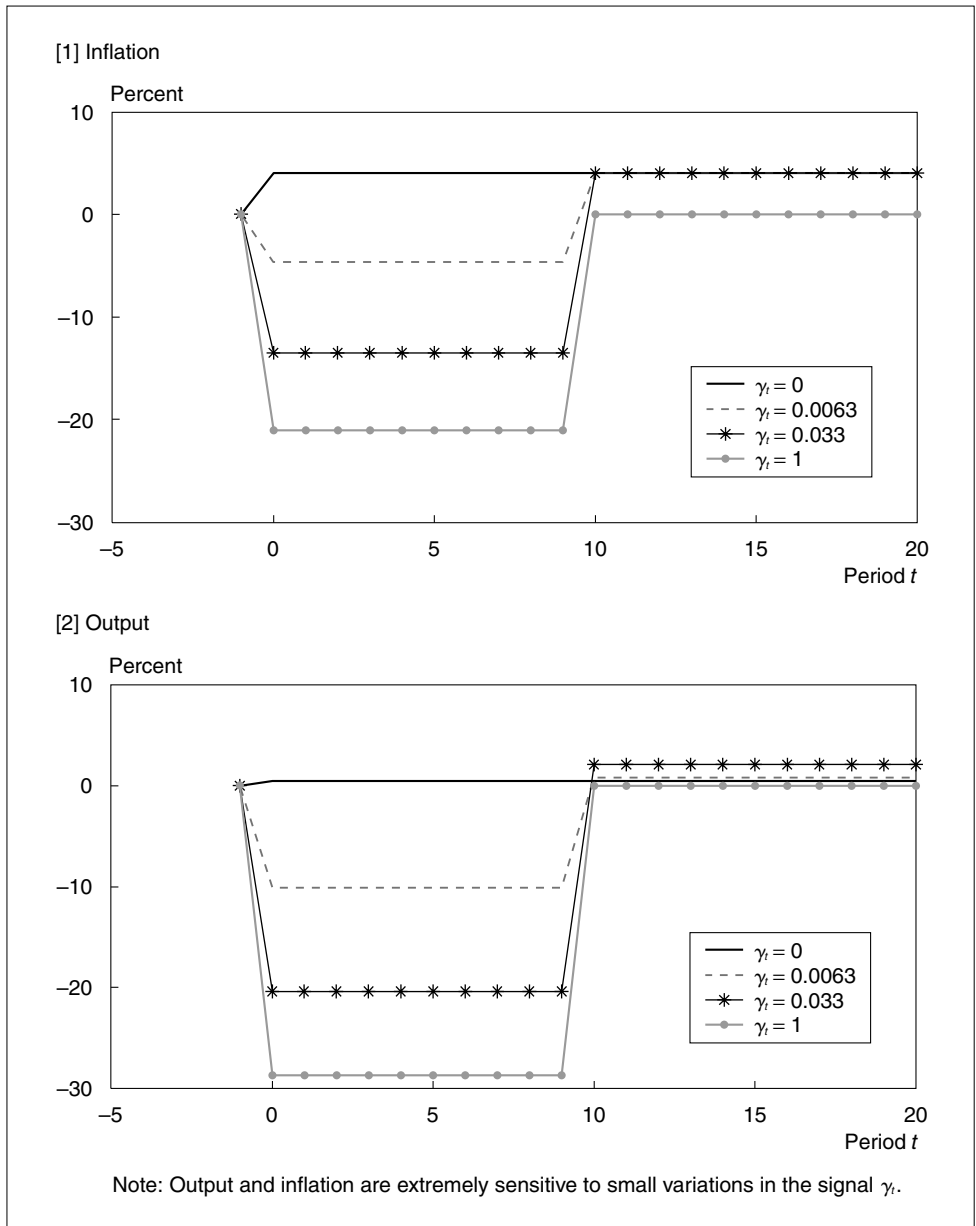 [1] Inflation
Percent
10
0
−10
−20
−30
−5
0
5
10
15
20
Period t
γt = 0
γt = 0.0063
γt = 0.033
γt = 1
[2] Output
Percent
10
0
−10
−20
−30
−5
0
5
10
15
20
Period t
γt = 0
γt = 0.0063
γt = 0.033
γt = 1
Note: Output and inflation are extremely sensitive to small variations in the signal γt.